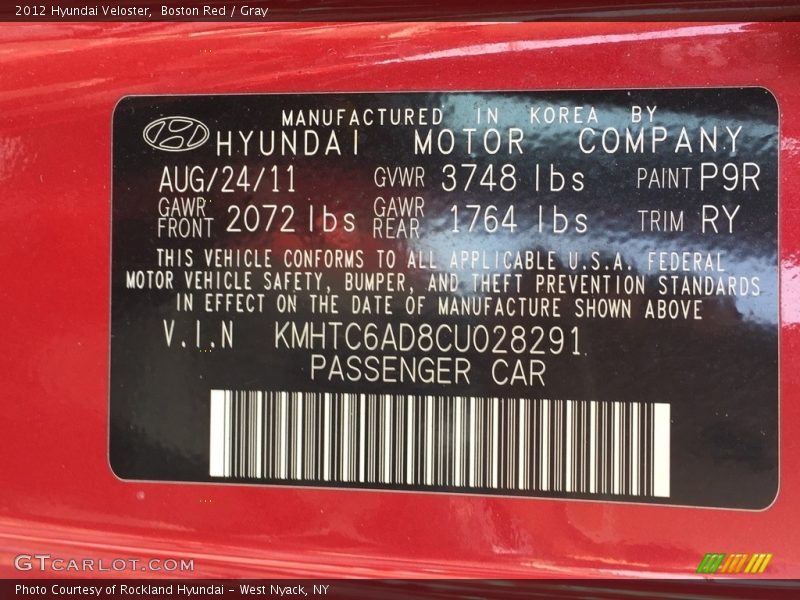 2012 Hyundai Veloster, Boston Red / Gray
MANUFACTURED IN KOREA BY
HYUNDAI MOTOR COMPANY
AUG/24/11 GVWR 3748 lbs PAINT P9R
GAWR FRONT 2072 lbs GAWR REAR 1764 lbs TRIM RY
THIS VEHICLE CONFORMS TO ALL APPLICABLE U.S.A. FEDERAL
MOTOR VEHICLE SAFETY, BUMPER, AND THEFT PREVENTION STANDARDS
IN EFFECT ON THE DATE OF MANUFACTURE SHOWN ABOVE
V.I.N KMHTC6AD8CU028291
PASSENGER CAR
GTCARLOT.COM
Photo Courtesy of Rockland Hyundai - West Nyack, NY